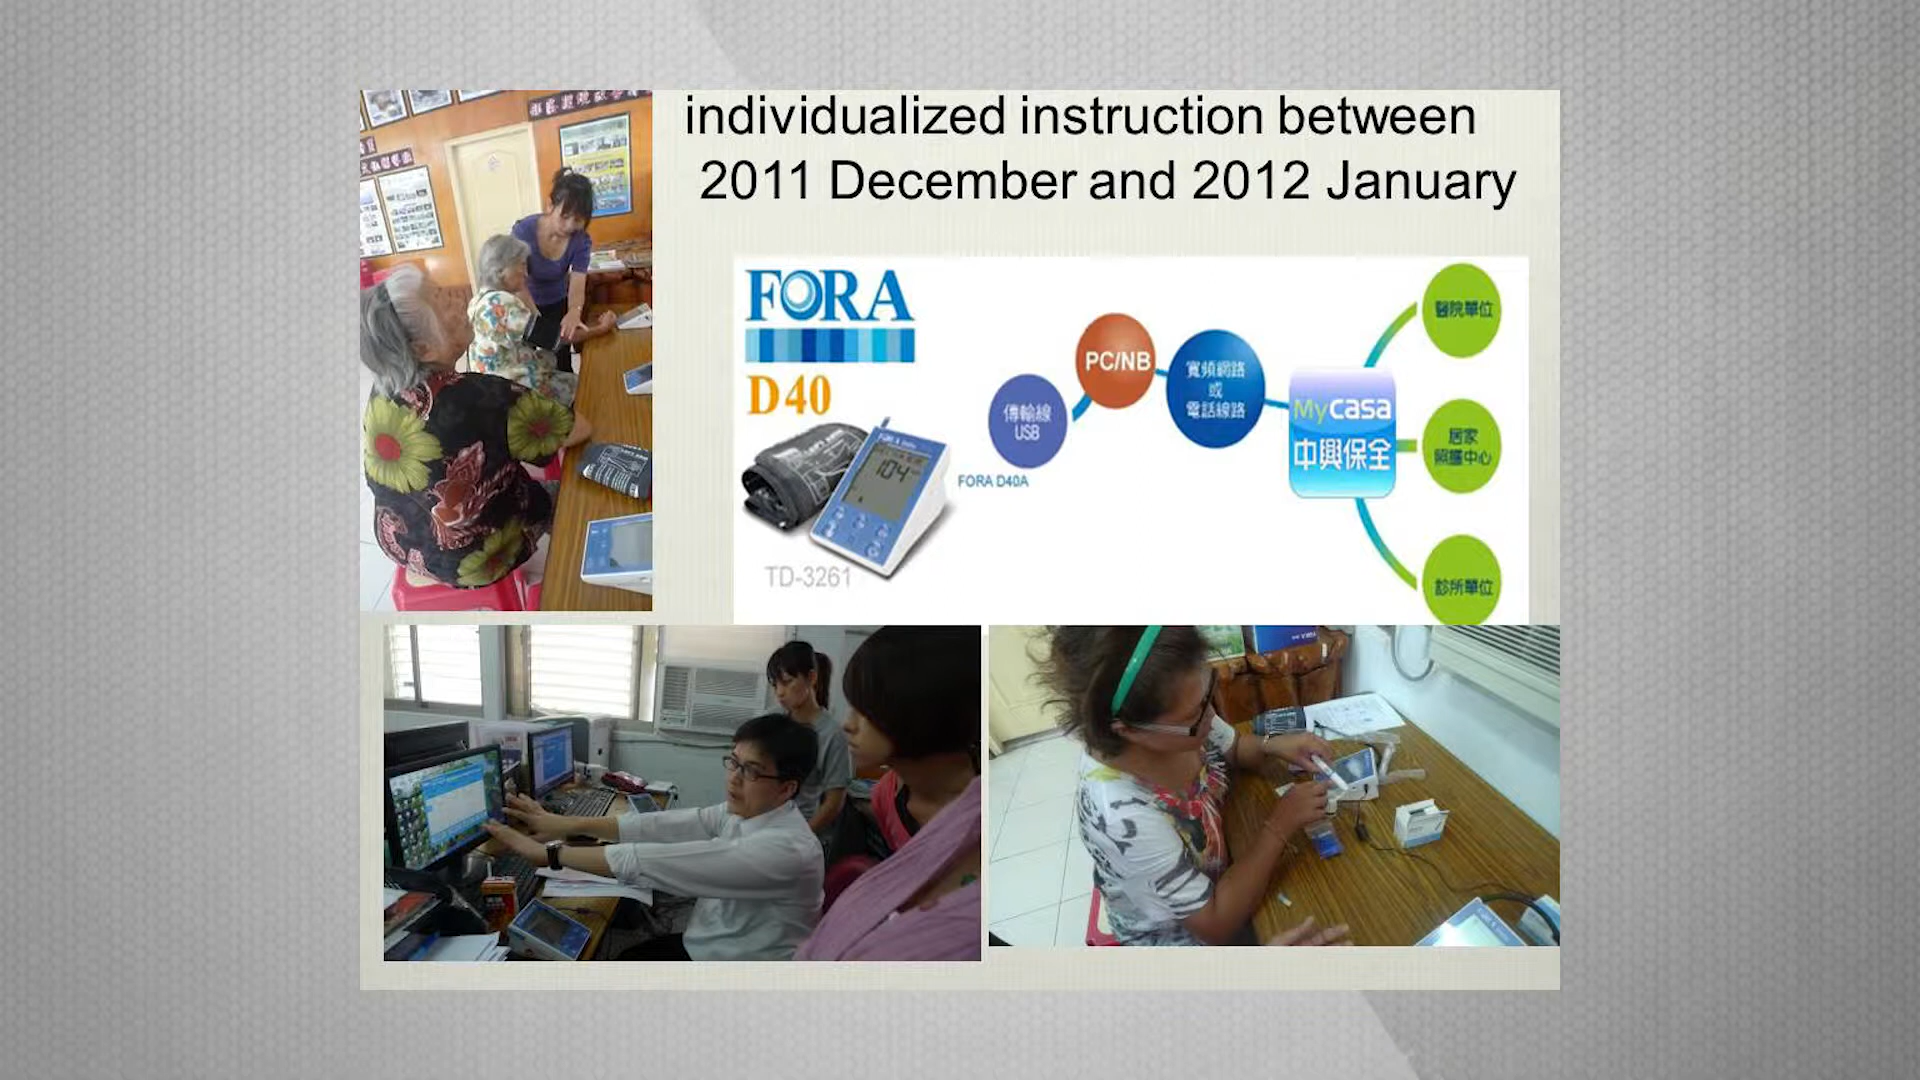 individualized instruction between
2011 December and 2012 January
FORA
D40
TD-3261
FORA D40A
傳輸線
USB
PC/NB
寬頻網路
或
電話線路
Mycasa
中興保全
醫院單位
居家
照護中心
診所單位
104